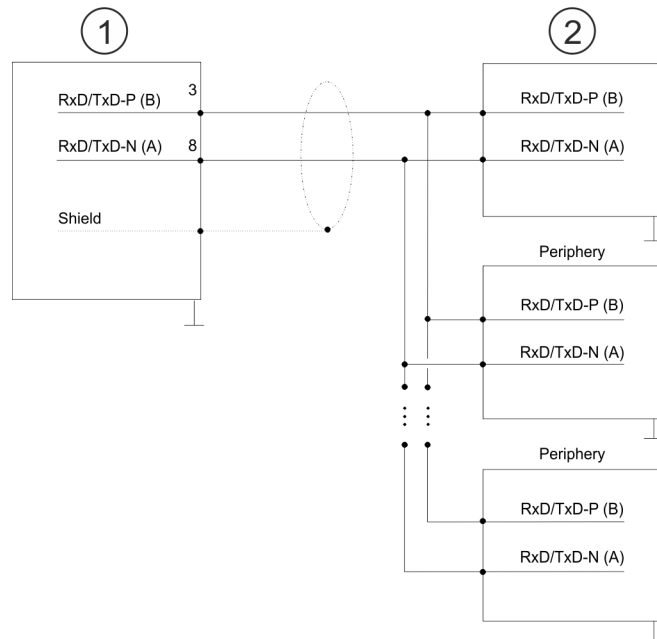 1
2
RxD/TxD-P (B) 3
RxD/TxD-N (A) 8
Shield
RxD/TxD-P (B)
RxD/TxD-N (A)
Periphery
RxD/TxD-P (B)
RxD/TxD-N (A)
Periphery
RxD/TxD-P (B)
RxD/TxD-N (A)